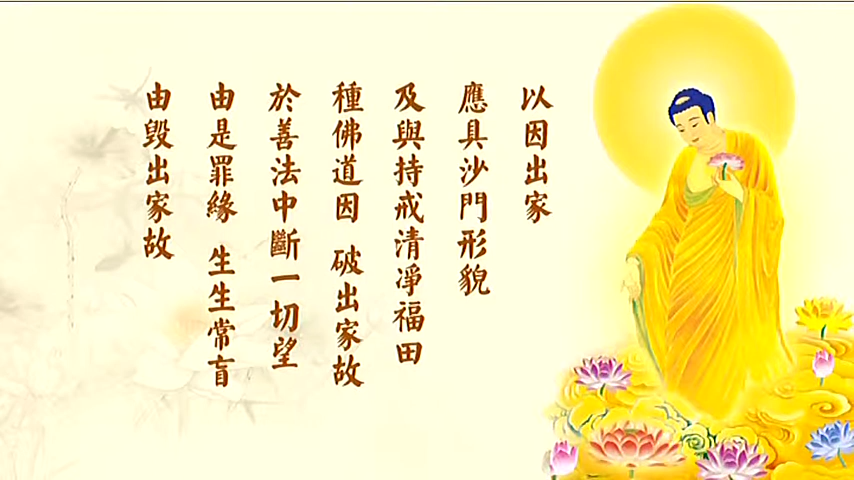 以因出家
應具沙門形貌
及與持戒清淨福田
種佛道因 破出家故
於善法中斷一切望
由是罪緣 生生常盲
由毀出家故